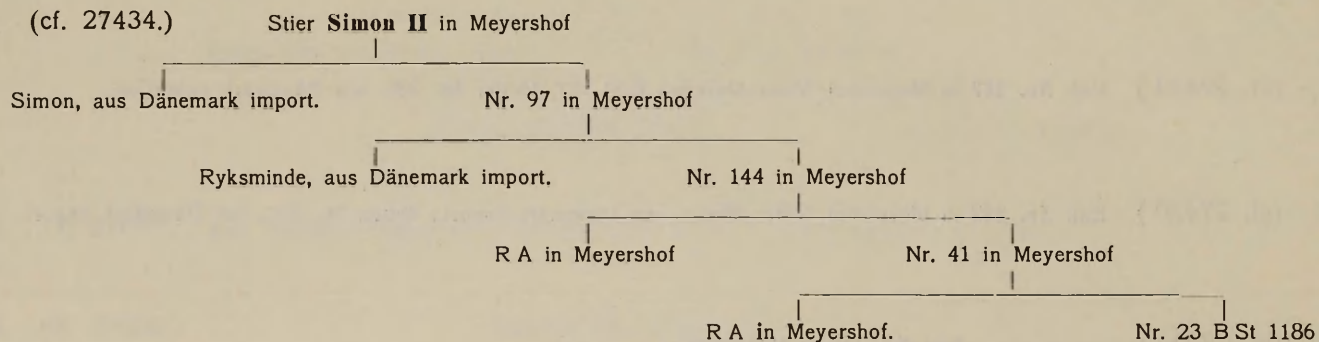 (cf. 27434.) Stier Simon II in Meyershof
Simon, aus Dänemark import. Nr. 97 in Meyershof
Ryksminde, aus Dänemark import. Nr. 144 in Meyershof
R A in Meyershof Nr. 41 in Meyershof
R A in Meyershof. Nr. 23 B St 1186